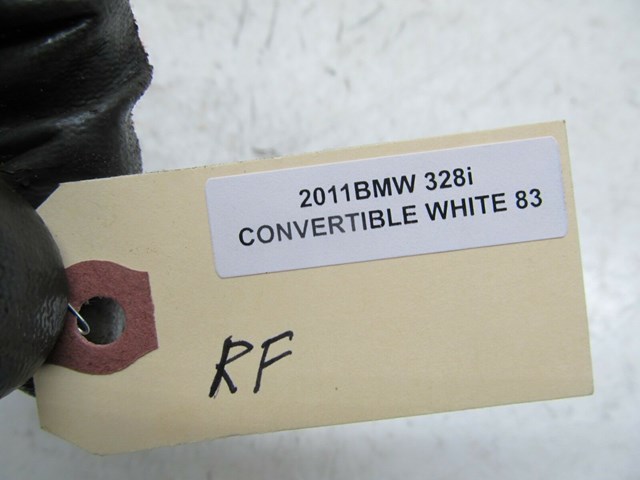 2011BMW 328i
CONVERTIBLE WHITE 83
RF